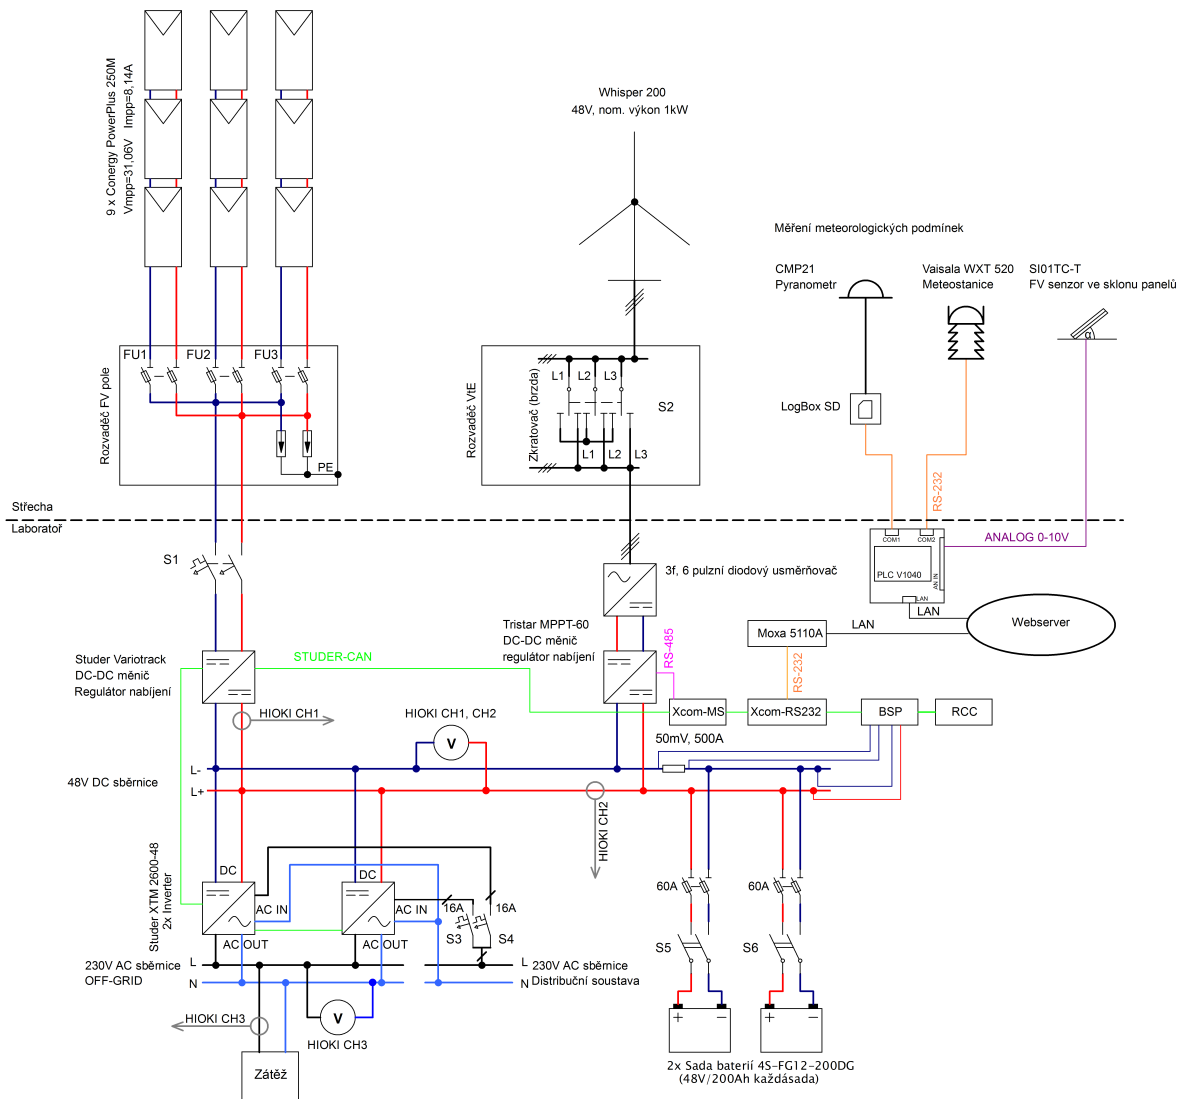 9 x Conergy PowerPlus 250M
Vmpp=31,06V Impp=8,14A
Whisper 200
48V, nom. výkon 1kW
Měření meteorologických podmínek
CMP21
Pyranometr
Vaisala WXT 520
Meteostanice
SI01TC-T
FV senzor ve sklonu panelů
α
Rozvaděč FV pole
FU1
FU2
FU3
PE
Rozvaděč VtE
Zkratovač (brzda)
L1
L2
L3
S2
L1
L2
L3
LogBox SD
RS-232
Střecha
Laboratoř
S1
3f, 6 pulzní diodový usměrňovač
COM1
COM2
PLC V1040
AN IN
LAN
ANALOG 0-10V
LAN
LAN
Webserver
Moxa 5110A
Tristar MPPT-60
DC-DC měnič
regulátor nabíjení
RS-485
RS-232
Studer Variotrack
DC-DC měnič
Regulátor nabíjení
STUDER-CAN
Xcom-MS
Xcom-RS232
BSP
RCC
HIOKI CH1
HIOKI CH1, CH2
V
50mV, 500A
48V DC sběrnice
L-
L+
HIOKI CH2
Studer XTM 2600-48
2x Inverter
DC
AC IN
AC OUT
DC
AC IN
AC OUT
16A
16A
S3
S4
60A
60A
S5
S6
230V AC sběrnice
OFF-GRID
L
N
L
N
230V AC sběrnice
Distribuční soustava
HIOKI CH3
V
HIOKI CH3
Zátěž
+
−
+
−
2x Sada baterií 4S-FG12-200DG
(48V/200Ah každásada)